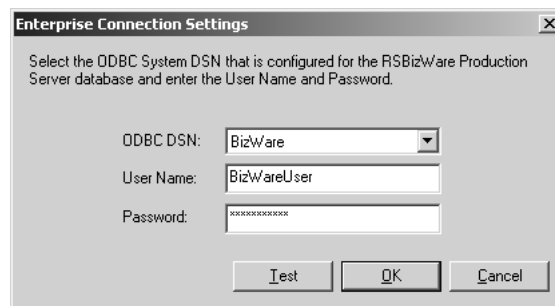 Enterprise Connection Settings
Select the ODBC System DSN that is configured for the RSBizWare Production
Server database and enter the User Name and Password.
ODBC DSN: BizWare
User Name: BizWareUser
Password: ***********
Test OK Cancel